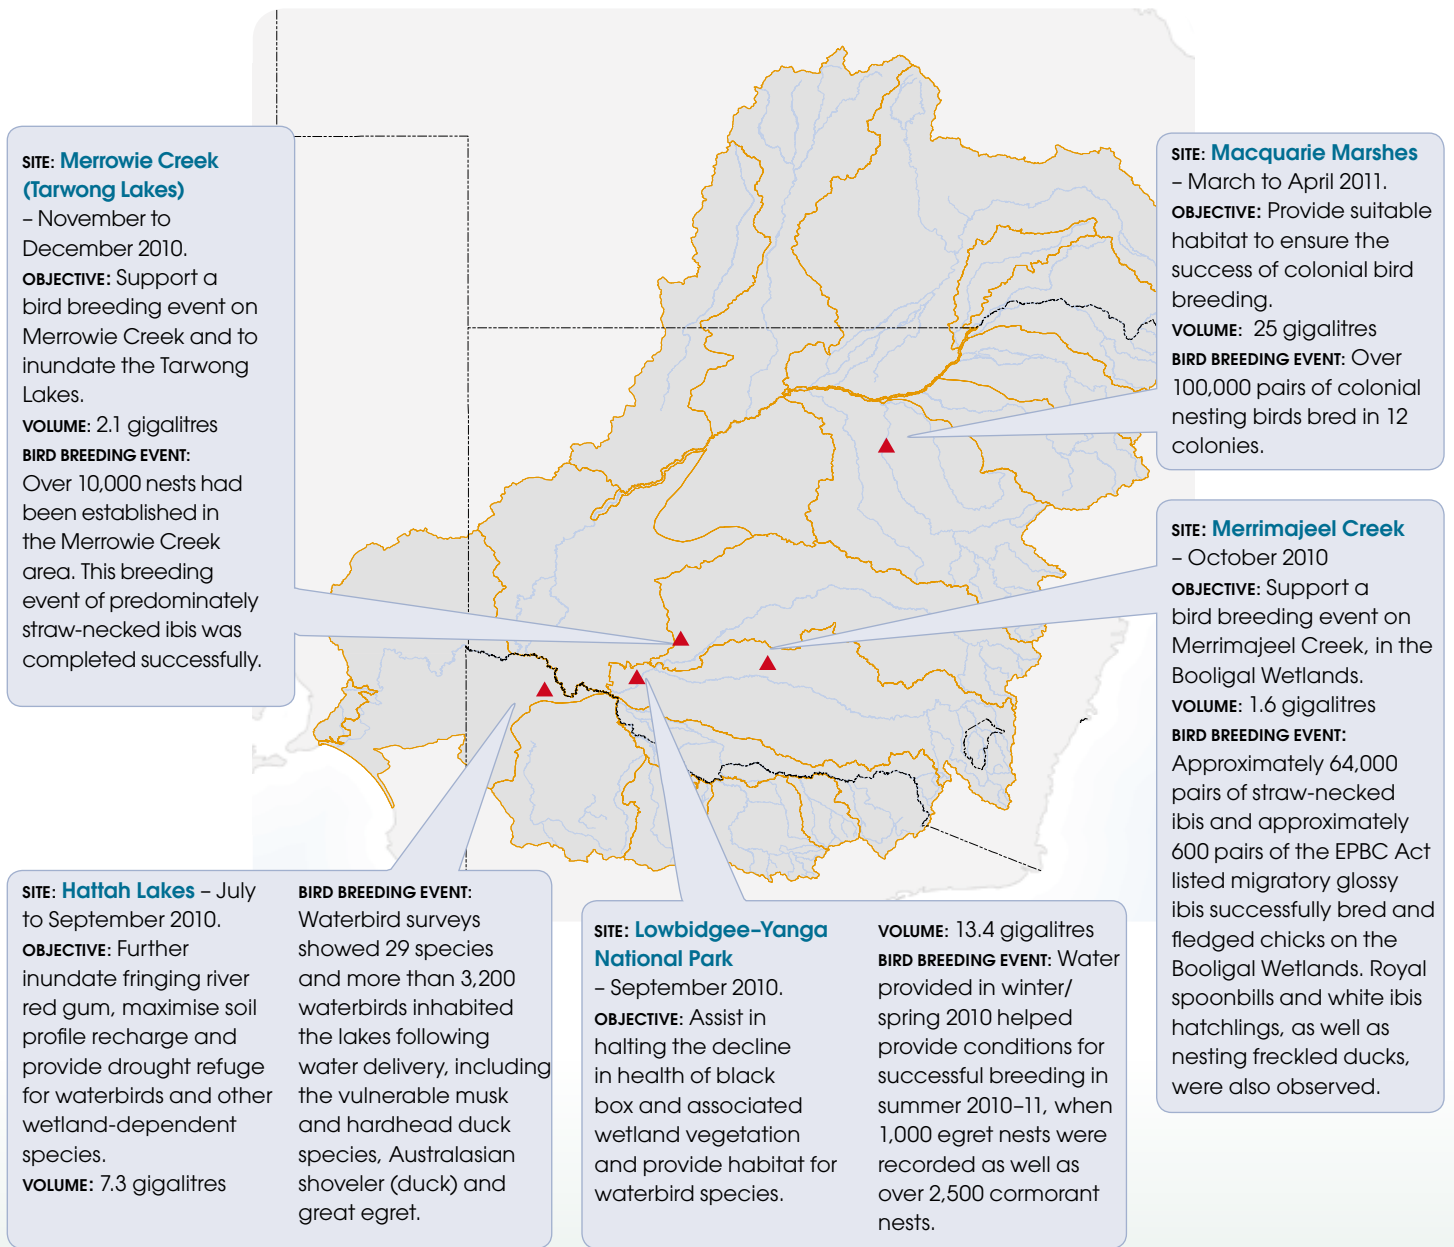 SITE: Merrowie Creek
(Tarwong Lakes)
– November to
December 2010.
OBJECTIVE: Support a
bird breeding event on
Merrowie Creek and to
inundate the Tarwong
Lakes.
VOLUME: 2.1 gigalitres
BIRD BREEDING EVENT:
Over 10,000 nests had
been established in
the Merrowie Creek
area. This breeding
event of predominately
straw-necked ibis was
completed successfully.
SITE: Macquarie Marshes
– March to April 2011.
OBJECTIVE: Provide suitable
habitat to ensure the
success of colonial bird
breeding.
VOLUME: 25 gigalitres
BIRD BREEDING EVENT: Over
100,000 pairs of colonial
nesting birds bred in 12
colonies.
SITE: Merrimajeel Creek
– October 2010
OBJECTIVE: Support a
bird breeding event on
Merrimajeel Creek, in the
Booligal Wetlands.
VOLUME: 1.6 gigalitres
BIRD BREEDING EVENT:
Approximately 64,000
pairs of straw-necked
ibis and approximately
600 pairs of the EPBC Act
listed migratory glossy
ibis successfully bred and
fledged chicks on the
Booligal Wetlands. Royal
spoonbills and white ibis
hatchlings, as well as
nesting freckled ducks,
were also observed.
SITE: Hattah Lakes – July
to September 2010.
OBJECTIVE: Further
inundate fringing river
red gum, maximise soil
profile recharge and
provide drought refuge
for waterbirds and other
wetland-dependent
species.
VOLUME: 7.3 gigalitres
BIRD BREEDING EVENT:
Waterbird surveys
showed 29 species
and more than 3,200
waterbirds inhabited
the lakes following
water delivery, including
the vulnerable musk
and hardhead duck
species, Australasian
shoveler (duck) and
great egret.
SITE: Lowbidgee–Yanga
National Park
– September 2010.
OBJECTIVE: Assist in
halting the decline
in health of black
box and associated
wetland vegetation
and provide habitat for
waterbird species.
VOLUME: 13.4 gigalitres
BIRD BREEDING EVENT: Water
provided in winter/
spring 2010 helped
provide conditions for
successful breeding in
summer 2010–11, when
1,000 egret nests were
recorded as well as
over 2,500 cormorant
nests.